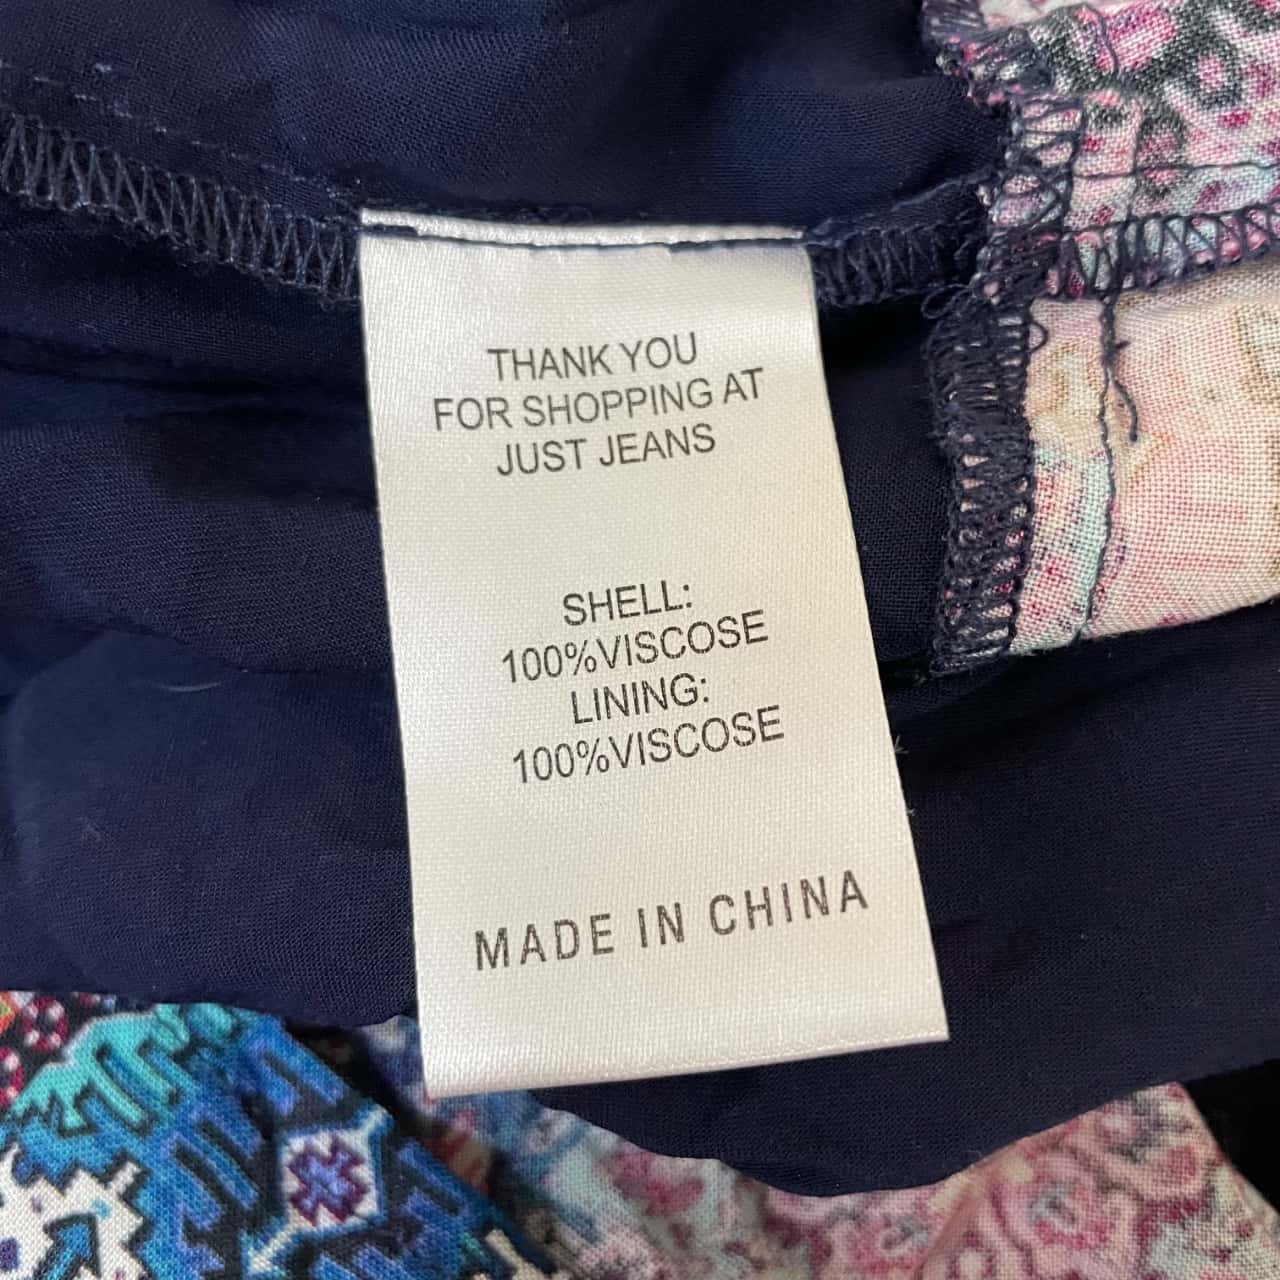 THANK YOU
FOR SHOPPING AT
JUST JEANS
SHELL:
100%VISCOSE
LINING:
100%VISCOSE
MADE IN CHINA